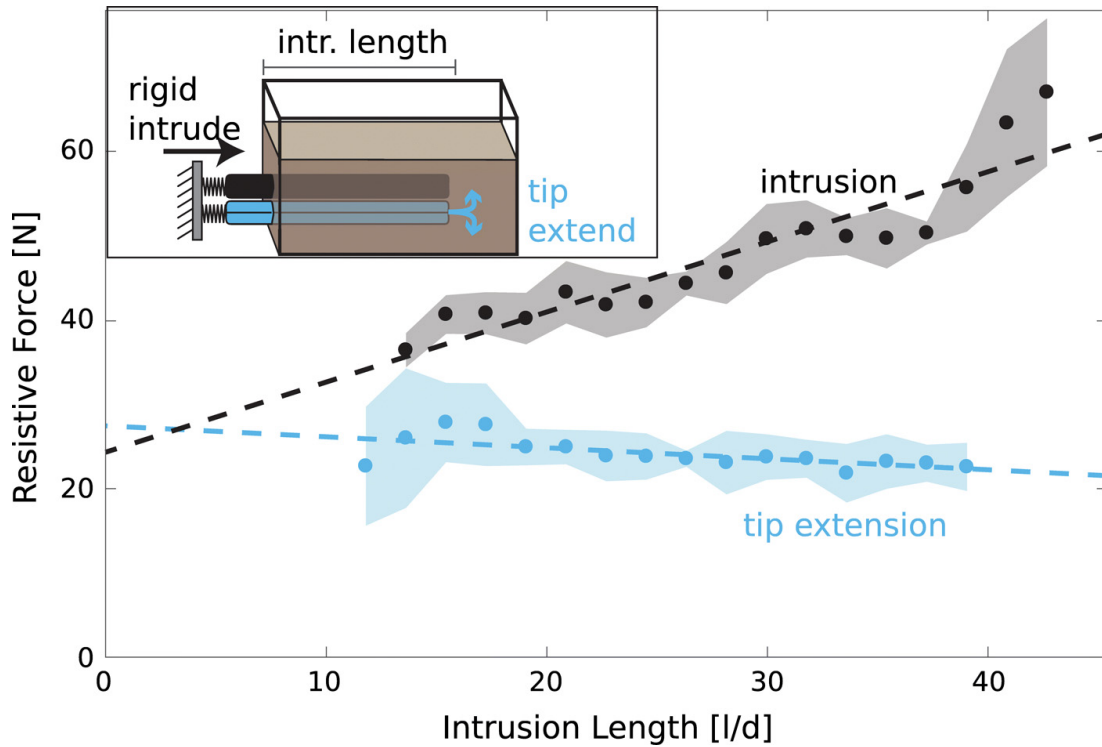 intr. length
rigid
intrude
tip
extend
intrusion
tip extension
Resistive Force [N]
60
40
20
0
0 10 20 30 40
Intrusion Length [l/d]